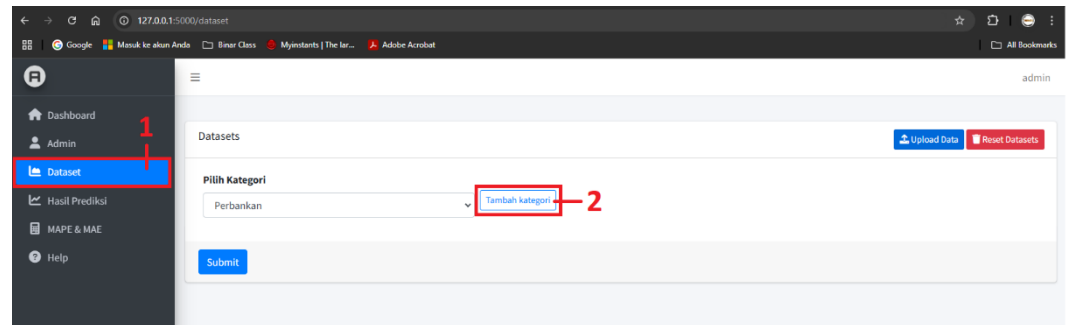 127.0.0.1:5000/dataset
Google Masuk ke akun Anda Binar Class Myinstants | The lar... Adobe Acrobat All Bookmarks
admin
Dashboard
1
Admin
Datasets
Upload Data Reset Datasets
Dataset
Pilih Kategori
Hasil Prediksi
Perbankan Tambah kategori 2
MAPE & MAE
Help
Submit